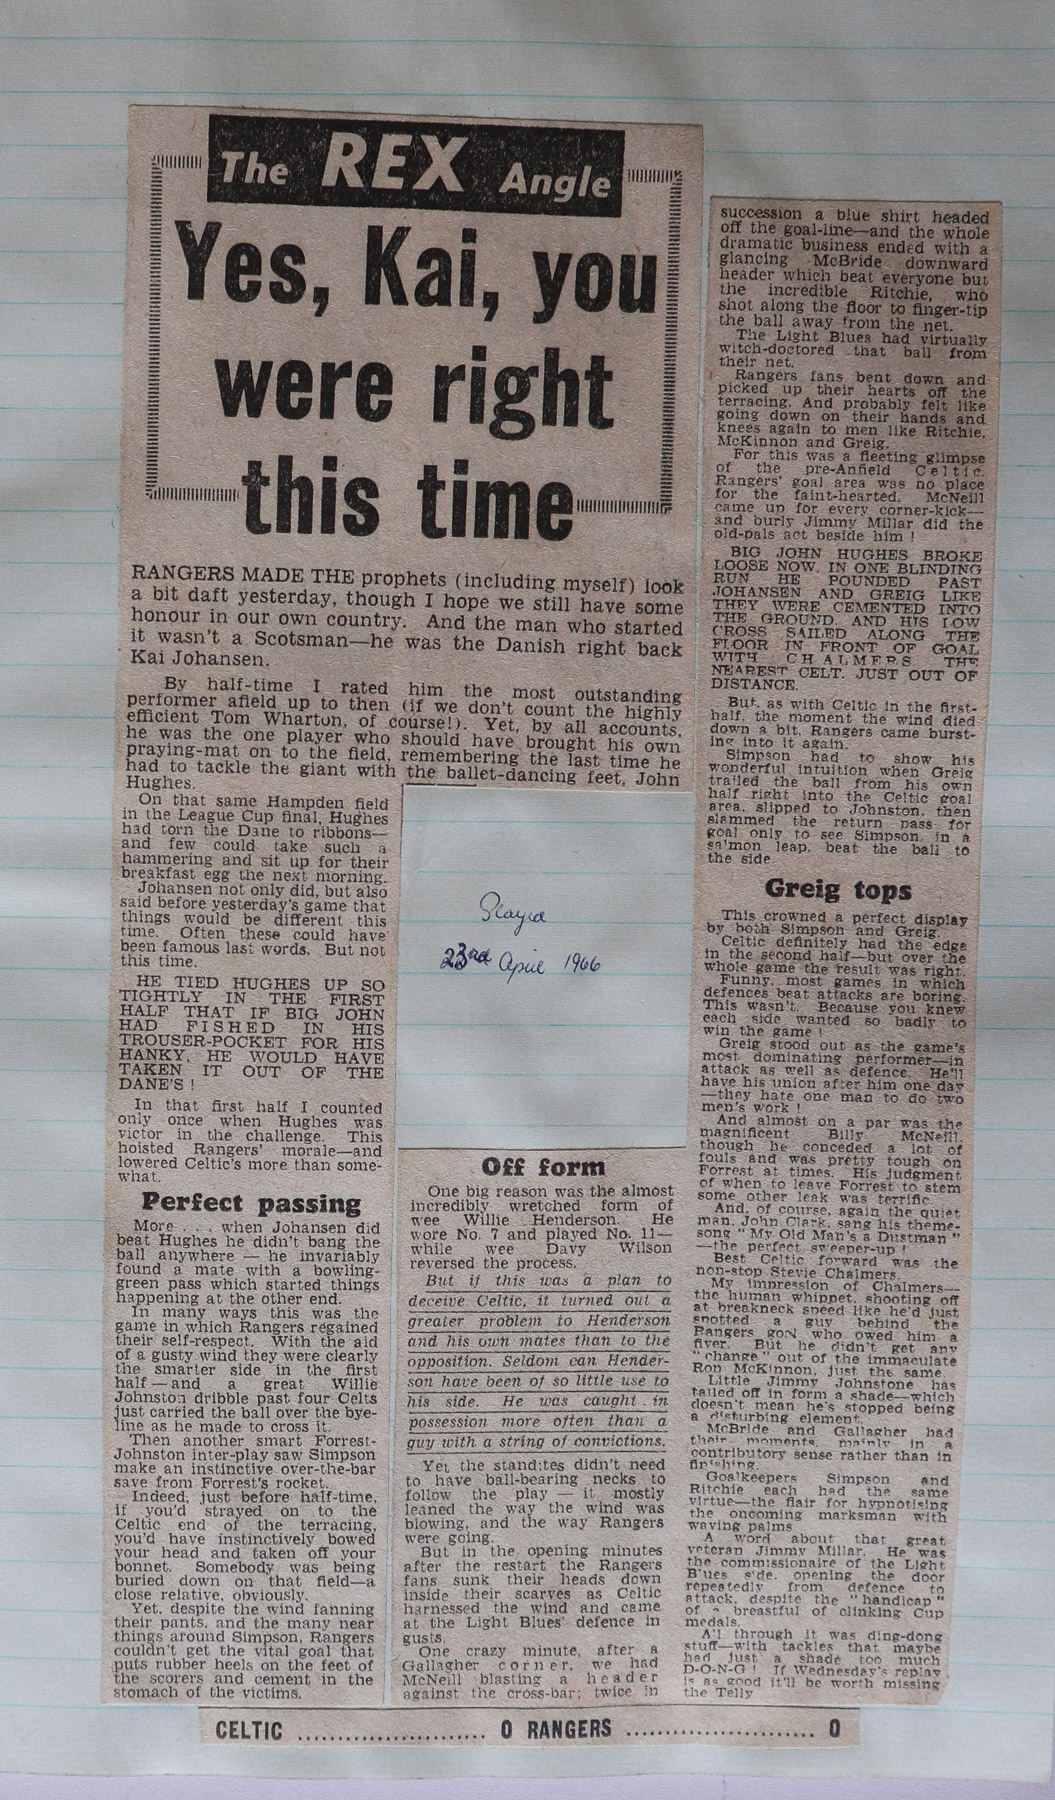 The REX Angle
Yes, Kai, you
were right
this time
RANGERS MADE THE prophets (including myself) look
a bit daft yesterday, though I hope we still have some
honour in our own country. And the man who started
it wasn't a Scotsman—he was the Danish right back
Kai Johansen.
By half-time I rated him the most outstanding
performer afield up to then (if we don't count the highly
efficient Tom Wharton, of course!). Yet, by all accounts,
he was the one player who should have brought his own
praying-mat on to the field, remembering the last time he
had to tackle the giant with the ballet-dancing feet, John
Hughes.
On that same Hampden field
in the League Cup final, Hughes
had torn the Dane to ribbons—
and few could take such a
hammering and sit up for their
breakfast egg the next morning.
Johansen not only did, but also
said before yesterday's game that
things would be different this
time. Often these could have
been famous last words. But not
this time.
HE TIED HUGHES UP SO
TIGHTLY IN THE FIRST
HALF THAT IF BIG JOHN
HAD FISHED IN HIS
TROUSER-POCKET FOR HIS
HANKY, HE WOULD HAVE
TAKEN IT OUT OF THE
DANE'S !
In that first half I counted
only once when Hughes was
victor in the challenge. This
hoisted Rangers' morale—and
lowered Celtic's more than some-
what.
Perfect passing
More . . . when Johansen did
beat Hughes he didn't bang the
ball anywhere — he invariably
found a mate with a bowling-
green pass which started things
happening at the other end.
In many ways this was the
game in which Rangers regained
their self-respect. With the aid
of a gusty wind they were clearly
the smarter side in the first
half — and a great Willie
Johnston dribble past four Celts
just carried the ball over the bye-
line as he made to cross it.
Then another smart Forrest-
Johnston inter-play saw Simpson
make an instinctive over-the-bar
save from Forrest's rocket.
Indeed, just before half-time,
if you'd strayed on to the
Celtic end of the terracing,
you'd have instinctively bowed
your head and taken off your
bonnet. Somebody was being
buried down on that field—a
close relative, obviously.
Yet, despite the wind fanning
their pants, and the many near
things around Simpson, Rangers
couldn't get the vital goal that
puts rubber heels on the feet of
the scorers and cement in the
stomach of the victims.
Played
23rd April 1966
Off form
One big reason was the almost
incredibly wretched form of
wee Willie Henderson. He
wore No. 7 and played No. 11—
while wee Davy Wilson
reversed the process.
But if this was a plan to
deceive Celtic, it turned out a
greater problem to Henderson
and his own mates than to the
opposition. Seldom can Hender-
son have been of so little use to
his side. He was caught in
possession more often than a
guy with a string of convictions.
Yet the stand-ites didn't need
to have ball-bearing necks to
follow the play — it mostly
leaned the way the wind was
blowing, and the way Rangers
were going.
But in the opening minutes
after the restart the Rangers
fans sunk their heads down
inside their scarves as Celtic
harnessed the wind and came
at the Light Blues' defence in
gusts.
One crazy minute, after a
Gallagher corner, we had
McNeill blasting a header
against the cross-bar; twice in
succession a blue shirt headed
off the goal-line—and the whole
dramatic business ended with a
glancing McBride downward
header which beat everyone but
the incredible Ritchie, who
shot along the floor to finger-tip
the ball away from the net.
The Light Blues had virtually
witch-doctored that ball from
their net.
Rangers fans bent down and
picked up their hearts off the
terracing. And probably felt like
going down on their hands and
knees again to men like Ritchie,
McKinnon and Greig.
For this was a fleeting glimpse
of the pre-Anfield Celtic.
Rangers' goal area was no place
for the faint-hearted. McNeill
came up for every corner-kick—
and burly Jimmy Millar did the
old-pals act beside him !
BIG JOHN HUGHES BROKE
LOOSE NOW. IN ONE BLINDING
RUN HE POUNDED PAST
JOHANSEN AND GREIG LIKE
THEY WERE CEMENTED INTO
THE GROUND. AND HIS LOW
CROSS SAILED ALONG THE
FLOOR IN FRONT OF GOAL
WITH CHALMERS, THE
NEAREST CELT, JUST OUT OF
DISTANCE.
But, as with Celtic in the first-
half, the moment the wind died
down a bit, Rangers came burst-
ing into it again.
Simpson had to show his
wonderful intuition when Greig
trailed the ball from his own
half right into the Celtic goal
area, slipped to Johnston, then
slammed the return pass for
goal only to see Simpson, in a
salmon leap, beat the ball to
the side.
Greig tops
This crowned a perfect display
by both Simpson and Greig.
Celtic definitely had the edge
in the second half—but over the
whole game the result was right.
Funny, most games in which
defences beat attacks are boring.
This wasn't. Because you knew
each side wanted so badly to
win the game !
Greig stood out as the game's
most dominating performer—in
attack as well as defence. He'll
have his union after him one day
—they hate one man to do two
men's work !
And almost on a par was the
magnificent Billy McNeill,
though he conceded a lot of
fouls and was pretty tough on
Forrest at times. His judgment
of when to leave Forrest to stem
some other leak was terrific.
And, of course, again the quiet
man, John Clark, sang his theme-
song "My Old Man's a Dustman"
—the perfect sweeper-up !
Best Celtic forward was the
non-stop Stevie Chalmers.
My impression of Chalmers—
the human whippet, shooting off
at breakneck speed like he'd just
spotted a guy behind the
Rangers goal who owed him a
fiver. But he didn't get any
"change" out of the immaculate
Ron McKinnon, just the same.
Little Jimmy Johnstone has
tailed off in form a shade—which
doesn't mean he's stopped being
a disturbing element.
McBride and Gallagher had
their moments, mainly in a
contributory sense rather than in
finishing.
Goalkeepers Simpson and
Ritchie each had the same
virtue—the flair for hypnotising
the oncoming marksman with
waving palms
A word about that great
veteran Jimmy Millar. He was
the commissionaire of the Light
Blues side, opening the door
repeatedly from defence to
attack, despite the "handicap"
of a breastful of clinking Cup
medals.
All through it was ding-dong
stuff—with tackles that maybe
had just a shade too much
D-O-N-G ! If Wednesday's replay
is as good it'll be worth missing
the Telly
CELTIC ........................ 0 RANGERS ........................ 0